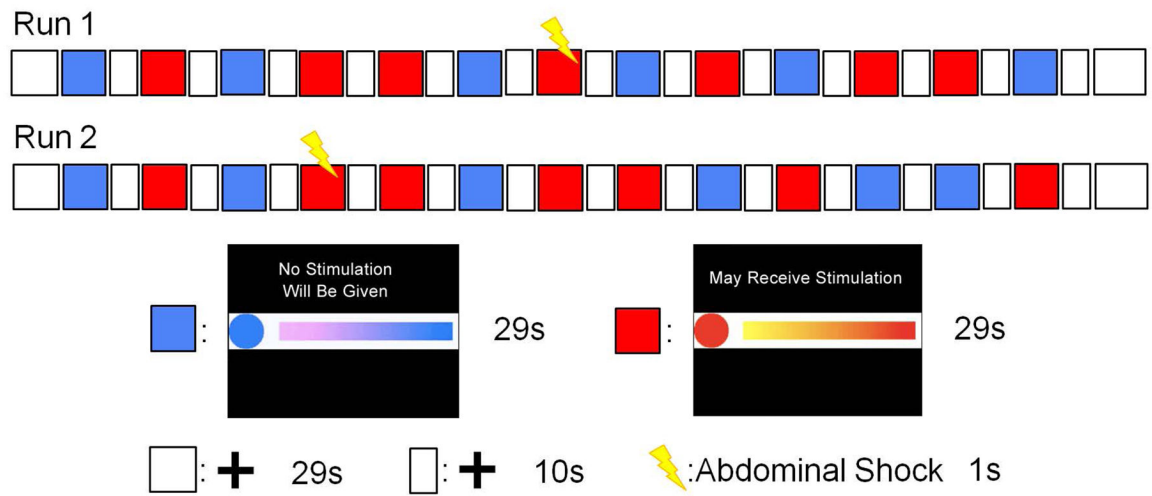 Run 1
Run 2
No Stimulation
Will Be Given
: 29s
May Receive Stimulation
: 29s
: + 29s
: + 10s
:Abdominal Shock 1s